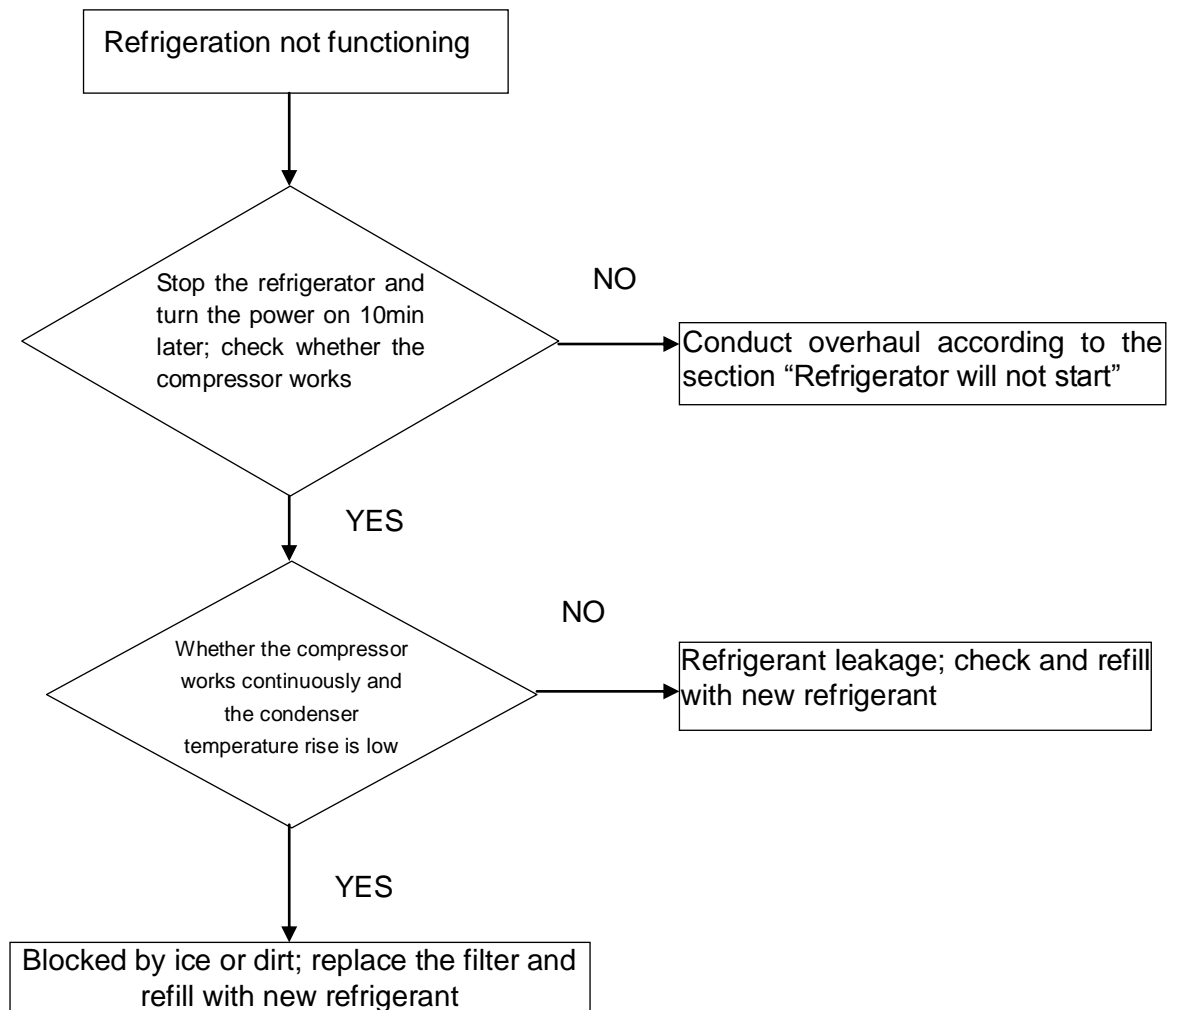 Refrigeration not functioning
Stop the refrigerator and
turn the power on 10min
later; check whether the
compressor works
NO
Conduct overhaul according to the
section “Refrigerator will not start”
YES
Whether the compressor
works continuously and
the condenser
temperature rise is low
NO
Refrigerant leakage; check and refill
with new refrigerant
YES
Blocked by ice or dirt; replace the filter and
refill with new refrigerant